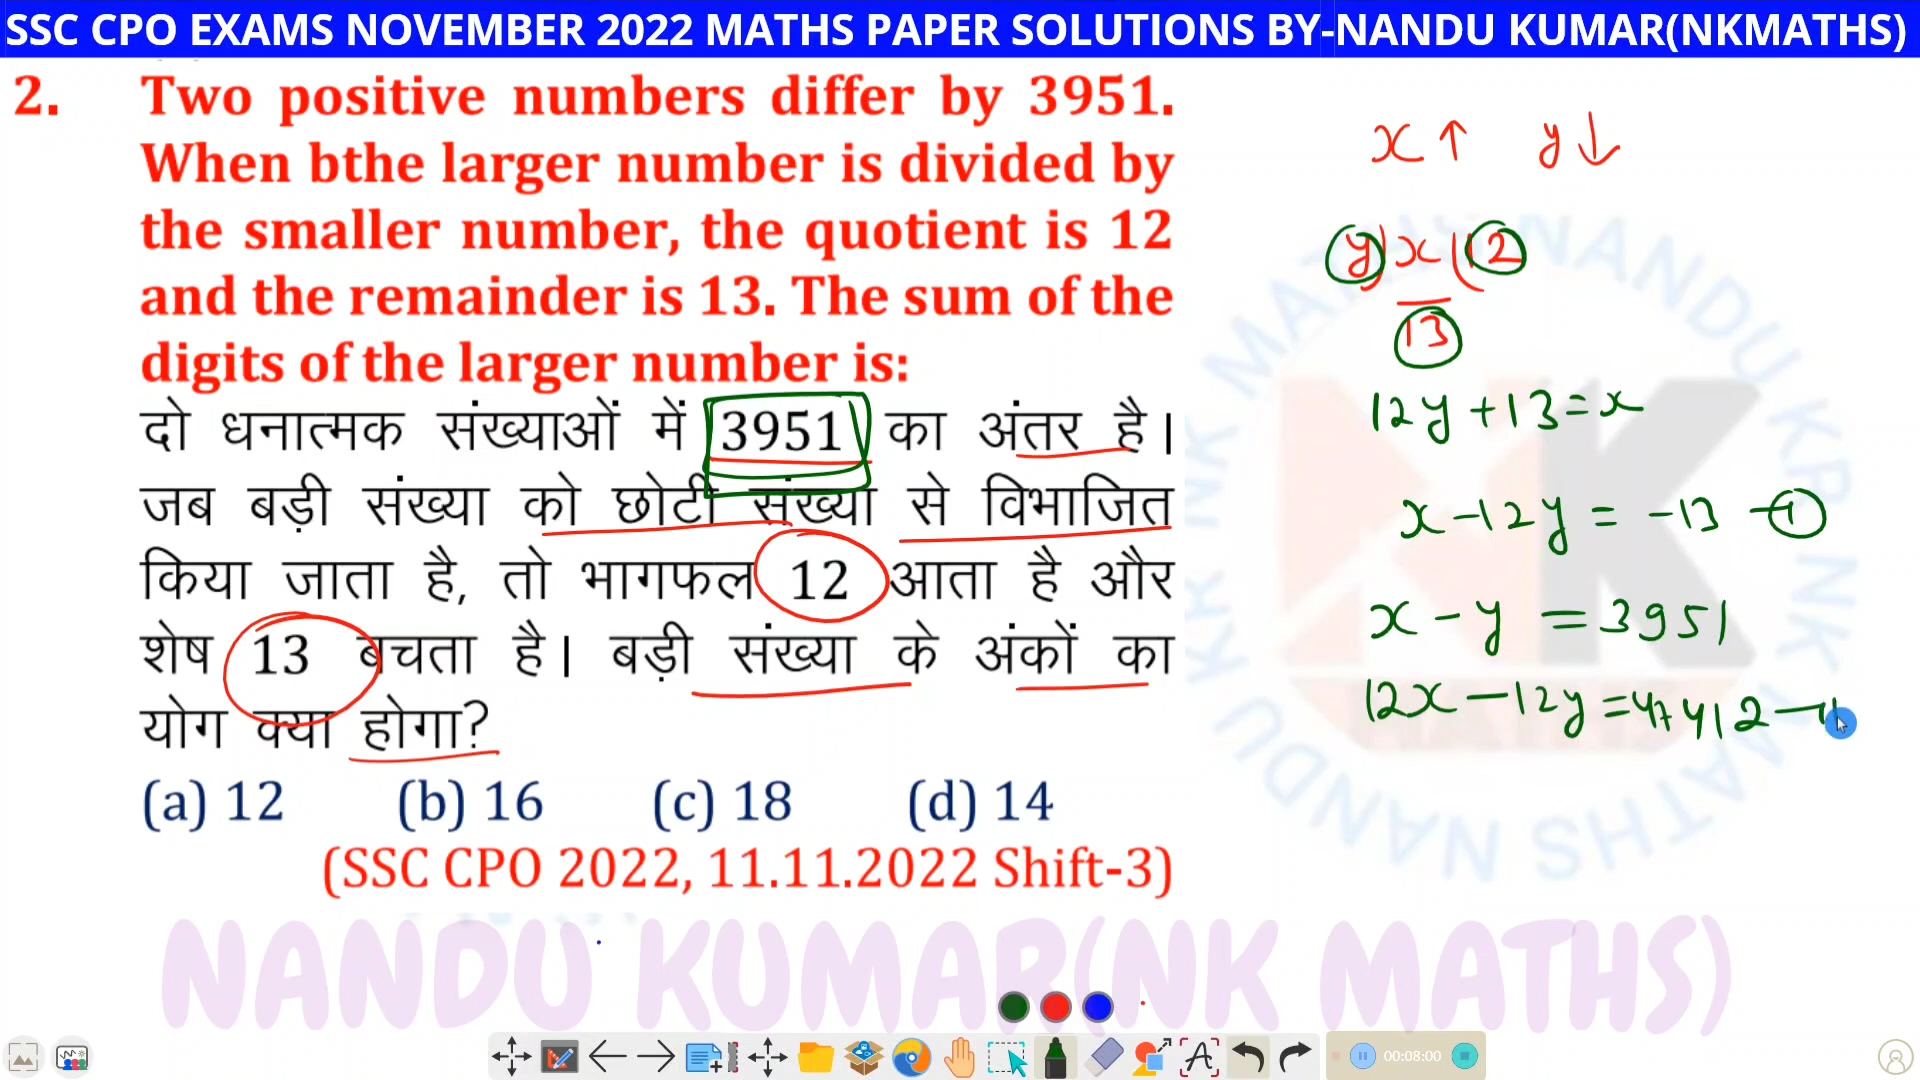 SSC CPO EXAMS NOVEMBER 2022 MATHS PAPER SOLUTIONS BY-NANDU KUMAR(NKMATHS)
2. Two positive numbers differ by 3951.
When bthe larger number is divided by
the smaller number, the quotient is 12
and the remainder is 13. The sum of the
digits of the larger number is:
दो धनात्मक संख्याओं में 3951 का अंतर है।
जब बड़ी संख्या को छोटी संख्या से विभाजित
किया जाता है, तो भागफल 12 आता है और
शेष 13 बचता है। बड़ी संख्या के अंकों का
योग क्या होगा?
(a) 12 (b) 16 (c) 18 (d) 14
(SSC CPO 2022, 11.11.2022 Shift-3)
x↑ y↓
y)x(12
13
12y+13=x
x-12y = -13 -①
x-y = 3951
12x-12y=47412-
NANDU KUMAR(NK MATHS)
00:08:00